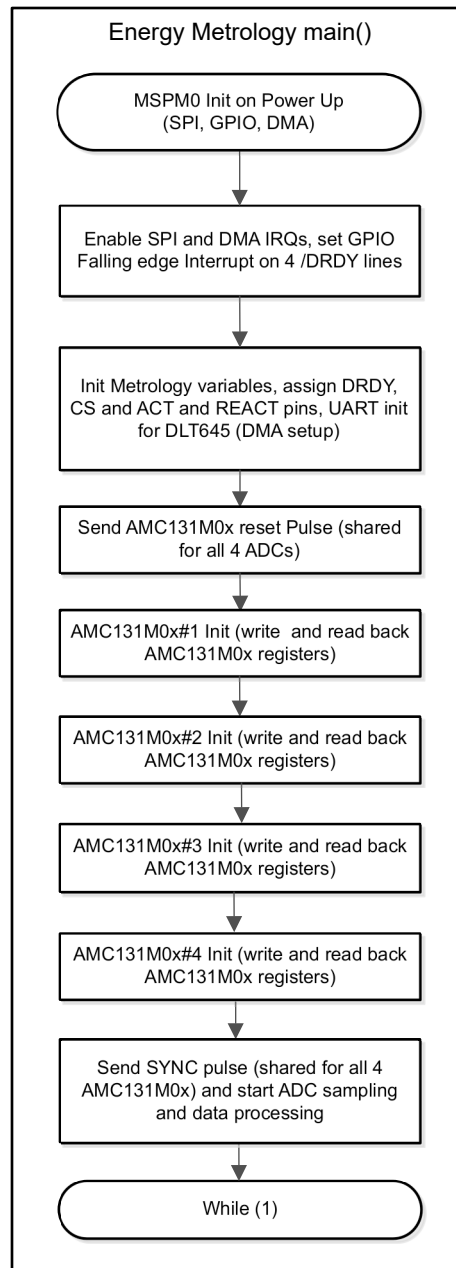 Energy Metrology main()
MSPM0 Init on Power Up
(SPI, GPIO, DMA)
Enable SPI and DMA IRQs, set GPIO
Falling edge Interrupt on 4 /DRDY lines
Init Metrology variables, assign DRDY,
CS and ACT and REACT pins, UART init
for DLT645 (DMA setup)
Send AMC131M0x reset Pulse (shared
for all 4 ADCs)
AMC131M0x#1 Init (write and read back
AMC131M0x registers)
AMC131M0x#2 Init (write and read back
AMC131M0x registers)
AMC131M0x#3 Init (write and read back
AMC131M0x registers)
AMC131M0x#4 Init (write and read back
AMC131M0x registers)
Send SYNC pulse (shared for all 4
AMC131M0x) and start ADC sampling
and data processing
While (1)